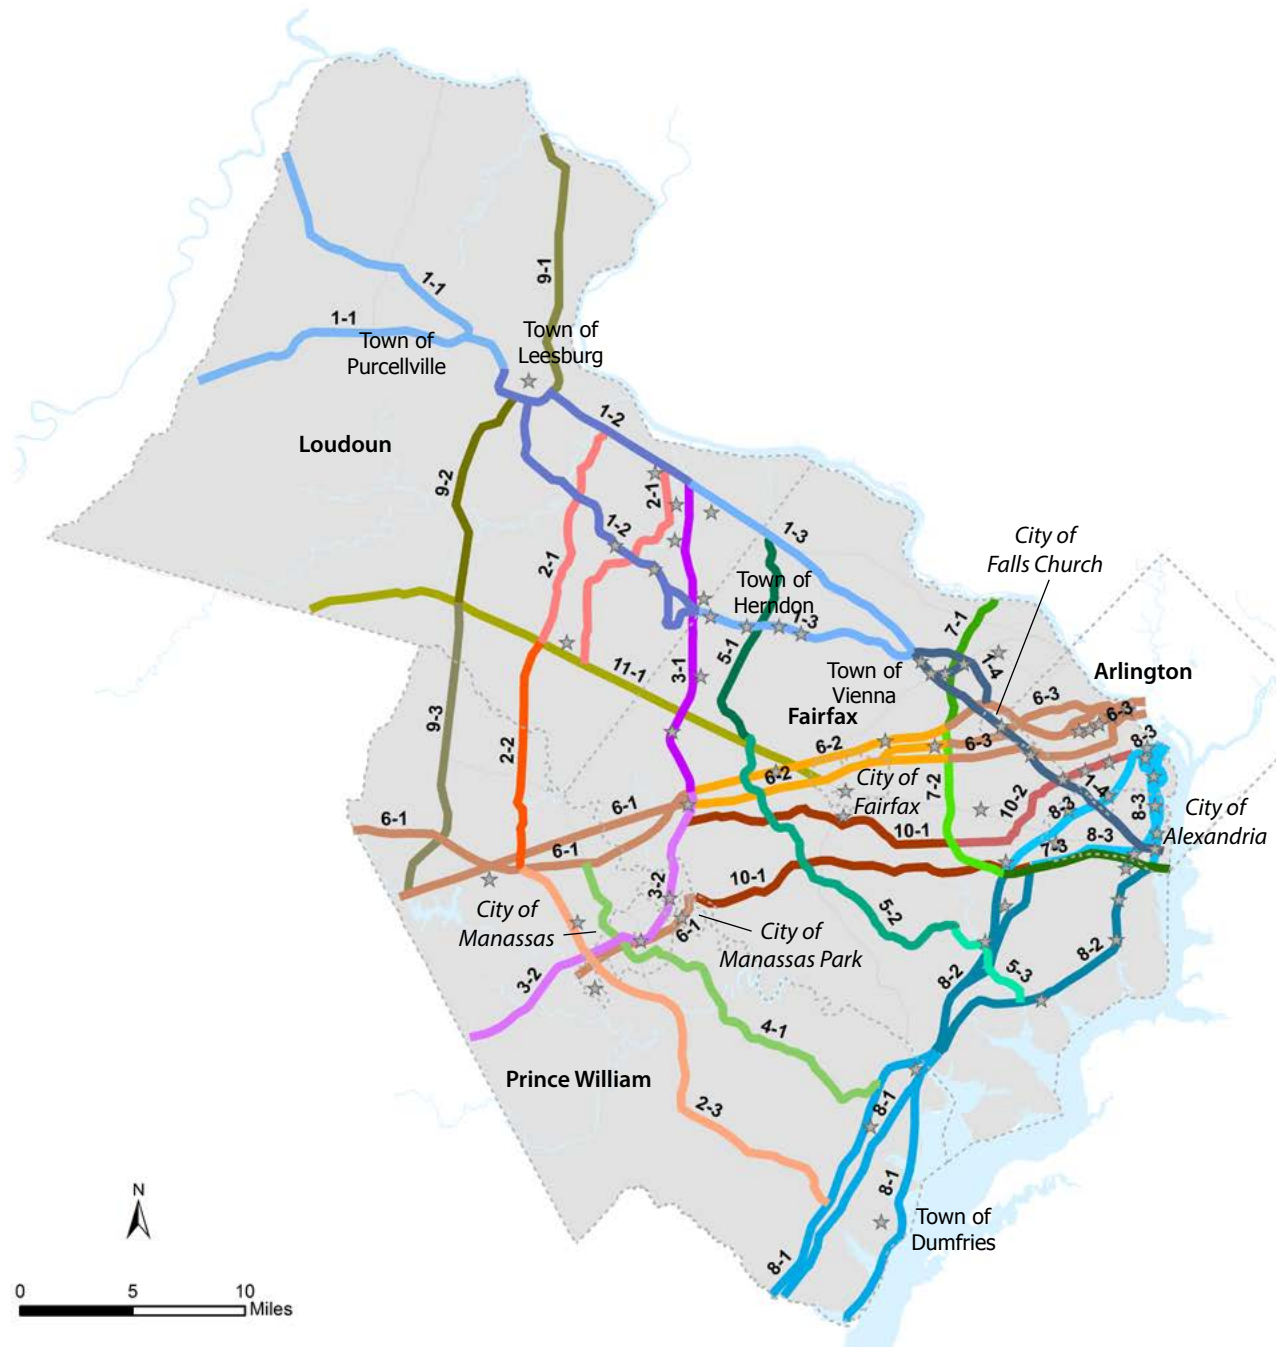 9-1
1-1
1-1
Town of
Purcellville
Town of
Leesburg
1-2
Loudoun
9-2
2-1
1-2
2-1
1-3
City of
Falls Church
Town of
Herndon
1-3
7-1
5-1
3-1
11-1
Town of
Vienna
1-4
Arlington
Fairfax
6-3
6-3
9-3
2-2
6-2
6-3
8-3
6-2
City of
Fairfax
7-2
10-2
1-4
8-3
8-3
City of
Alexandria
6-1
6-1
6-1
10-1
7-3
8-3
10-1
3-2
City of
Manassas
6-1
City of
Manassas Park
5-2
8-2
8-2
5-3
3-2
4-1
Prince William
2-3
8-1
8-1
Town of
Dumfries
8-1
N
0 5 10
Miles